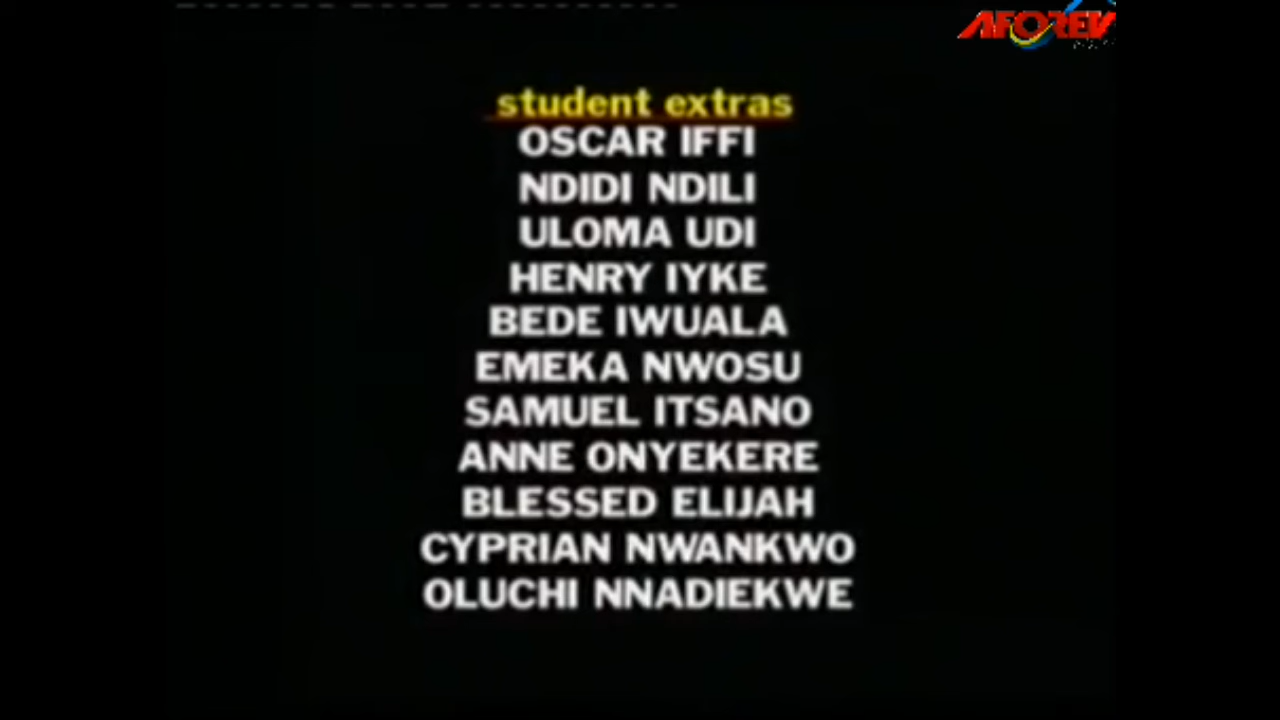 AFOREV
student extras
OSCAR IFFI
NDIDI NDILI
ULOMA UDI
HENRY IYKE
BEDE IWUALA
EMEKA NWOSU
SAMUEL ITSANO
ANNE ONYEKERE
BLESSED ELIJAH
CYPRIAN NWANKWO
OLUCHI NNADIEKWE